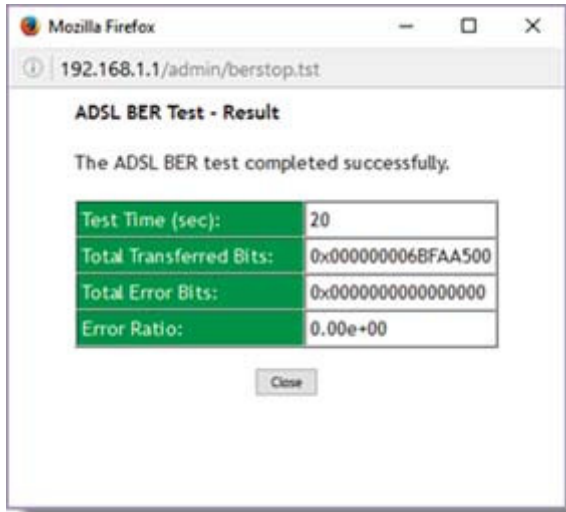 Mozilla Firefox
192.168.1.1/admin/berstop.tst
ADSL BER Test - Result
The ADSL BER test completed successfully.
Test Time (sec): 20
Total Transferred Bits: 0x000000006BFAA500
Total Error Bits: 0x0000000000000000
Error Ratio: 0.00e+00
Close